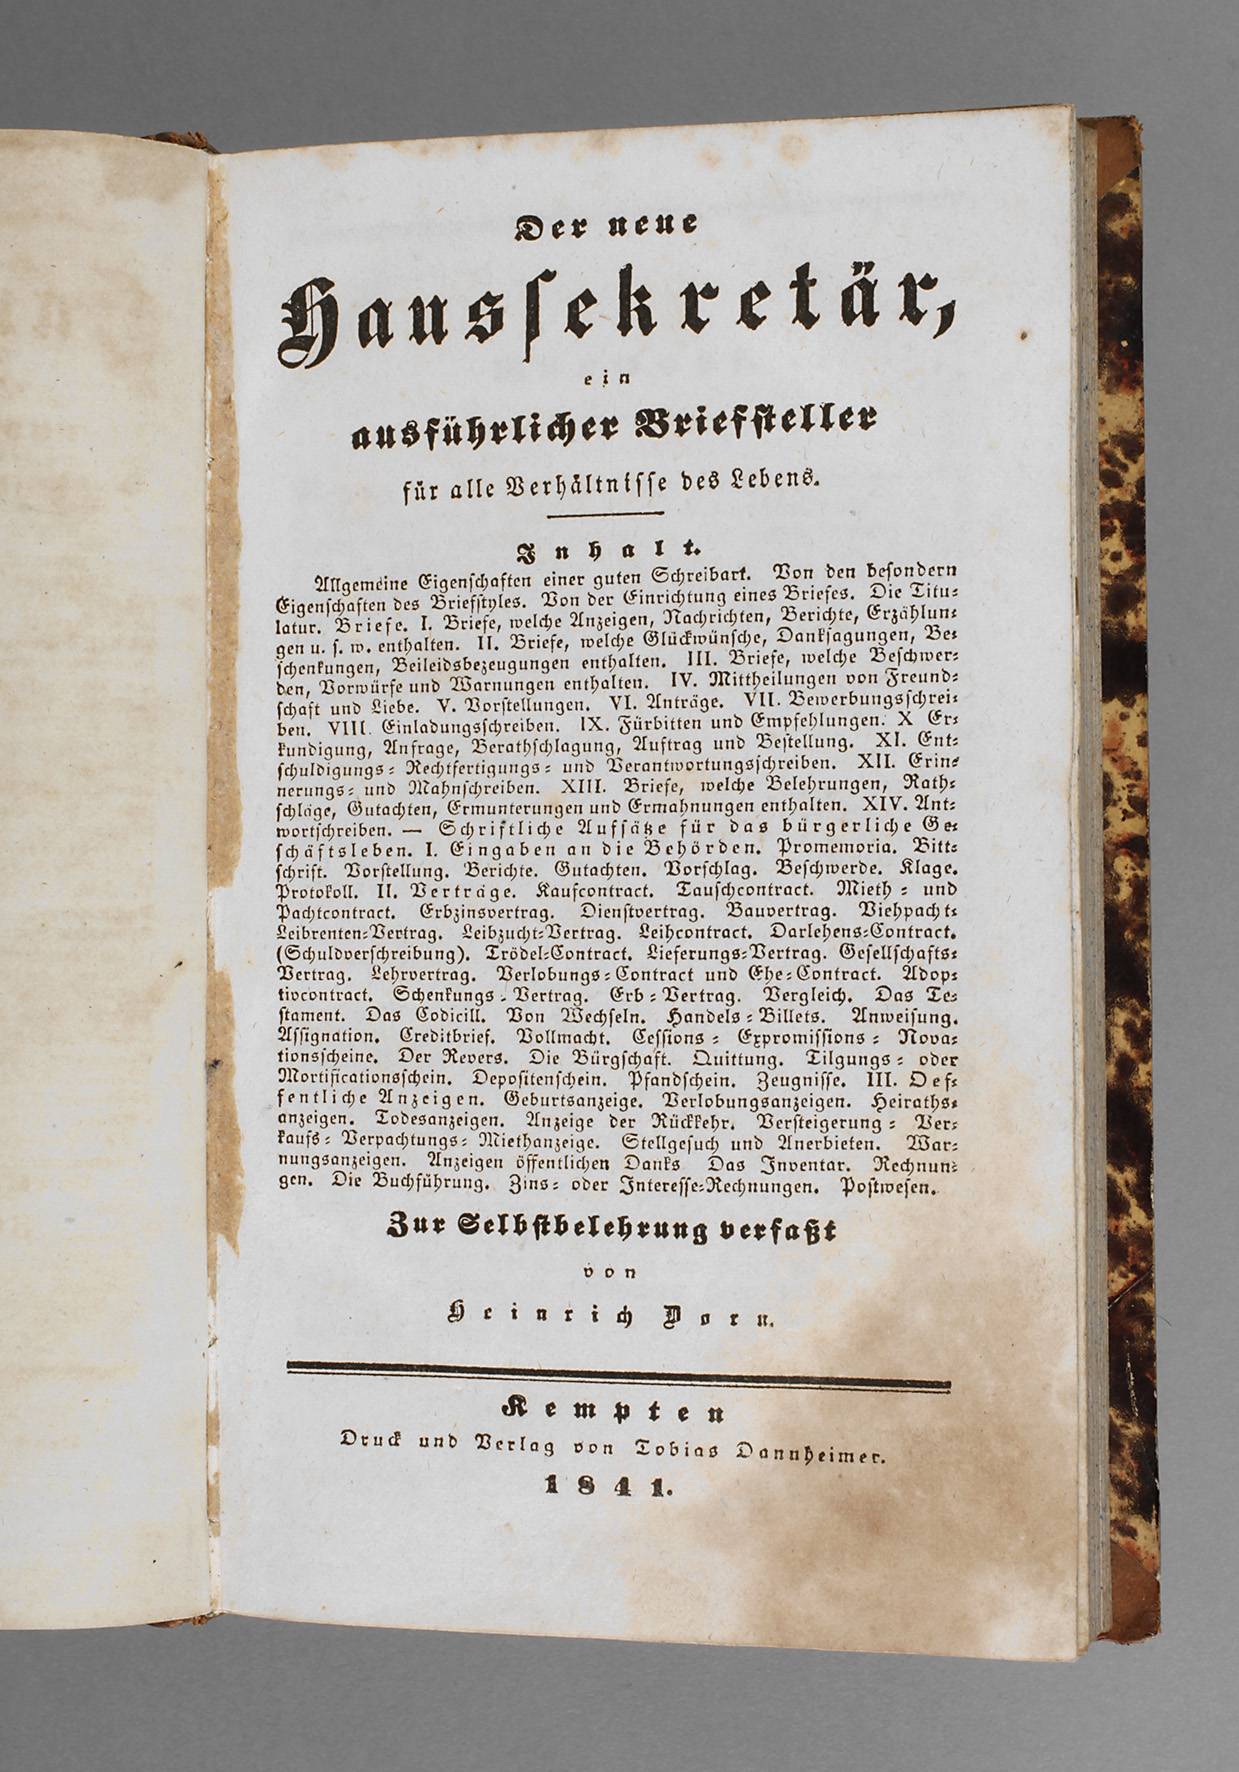 Der neue
Haussekretär,
ein
ausführlicher Briefsteller
für alle Verhältnisse des Lebens.
Inhalt.
Allgemeine Eigenschaften einer guten Schreibart. Von den besondern
Eigenschaften des Briefstyles. Von der Einrichtung eines Briefes. Die Titu-
latur. Briefe. I. Briefe, welche Anzeigen, Nachrichten, Berichte, Erzählun-
gen u. s. w. enthalten. II. Briefe, welche Glückwünsche, Danksagungen, Be-
schenkungen, Beileidsbezeugungen enthalten. III. Briefe, welche Beschwer-
den, Vorwürfe und Warnungen enthalten. IV. Mittheilungen von Freund-
schaft und Liebe. V. Vorstellungen. VI. Anträge. VII. Bewerbungsschrei-
ben. VIII. Einladungsschreiben. IX. Fürbitten und Empfehlungen. X Er-
kundigung, Anfrage, Berathschlagung, Auftrag und Bestellung. XI. Ent-
schuldigungs- Rechtfertigungs- und Verantwortungsschreiben. XII. Erin-
nerungs- und Mahnschreiben. XIII. Briefe, welche Belehrungen, Rath-
schläge, Gutachten, Ermunterungen und Ermahnungen enthalten. XIV. Ant-
wortschreiben. — Schriftliche Aufsätze für das bürgerliche Ge-
schäftsleben. I. Eingaben an die Behörden. Promemoria. Bitt-
schrift. Vorstellung. Berichte. Gutachten. Vorschlag. Beschwerde. Klage.
Protokoll. II. Verträge. Kaufcontract. Tauschcontract. Mieth- und
Pachtcontract. Erbzinsvertrag. Dienstvertrag. Bauvertrag. Viehpacht-
Leibrenten-Vertrag. Leibzucht-Vertrag. Leihcontract. Darlehens-Contract.
(Schuldverschreibung). Trödel-Contract. Lieferungs-Vertrag. Gesellschafts-
Vertrag. Lehrvertrag. Verlobungs-Contract und Ehe-Contract. Adop-
tivcontract. Schenkungs-Vertrag. Erb-Vertrag. Vergleich. Das Te-
stament. Das Codicill. Von Wechseln. Handels-Billets. Anweisung.
Assignation. Creditbrief. Vollmacht. Cessions- Expromissions- Nova-
tionsscheine. Der Revers. Die Bürgschaft. Quittung. Tilgungs- oder
Mortificationsschein. Depositenschein. Pfandschein. Zeugnisse. III. Oef-
fentliche Anzeigen. Geburtsanzeige. Verlobungsanzeigen. Heiraths-
anzeigen. Todesanzeigen. Anzeige der Rückkehr. Versteigerung- Ver-
kaufs- Verpachtungs- Miethanzeige. Stellgesuch und Anerbieten. War-
nungsanzeigen. Anzeigen öffentlichen Danks Das Inventar. Rechnun-
gen. Die Buchführung. Zins- oder Interesse-Rechnungen. Postwesen.
Zur Selbstbelehrung verfaßt
von
Heinrich Dorn.
Kempten
Druck und Verlag von Tobias Dannheimer.
1841.